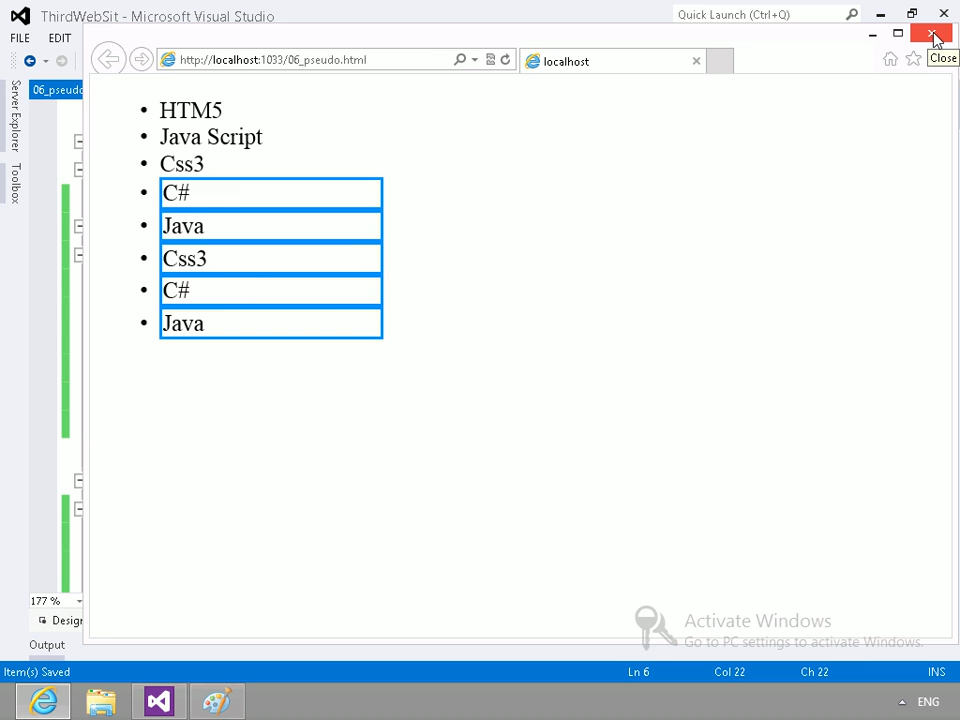 ThirdWebSit - Microsoft Visual Studio
Quick Launch (Ctrl+Q)
FILE EDIT
http://localhost:1033/06_pseudo.html
localhost
Close
06_pseudo
Server Explorer
Toolbox
• HTM5
• Java Script
• Css3
• C#
• Java
• Css3
• C#
• Java
177 %
Design
Output
Activate Windows
Go to PC settings to activate Windows.
Item(s) Saved
Ln 6 Col 22 Ch 22 INS
ENG